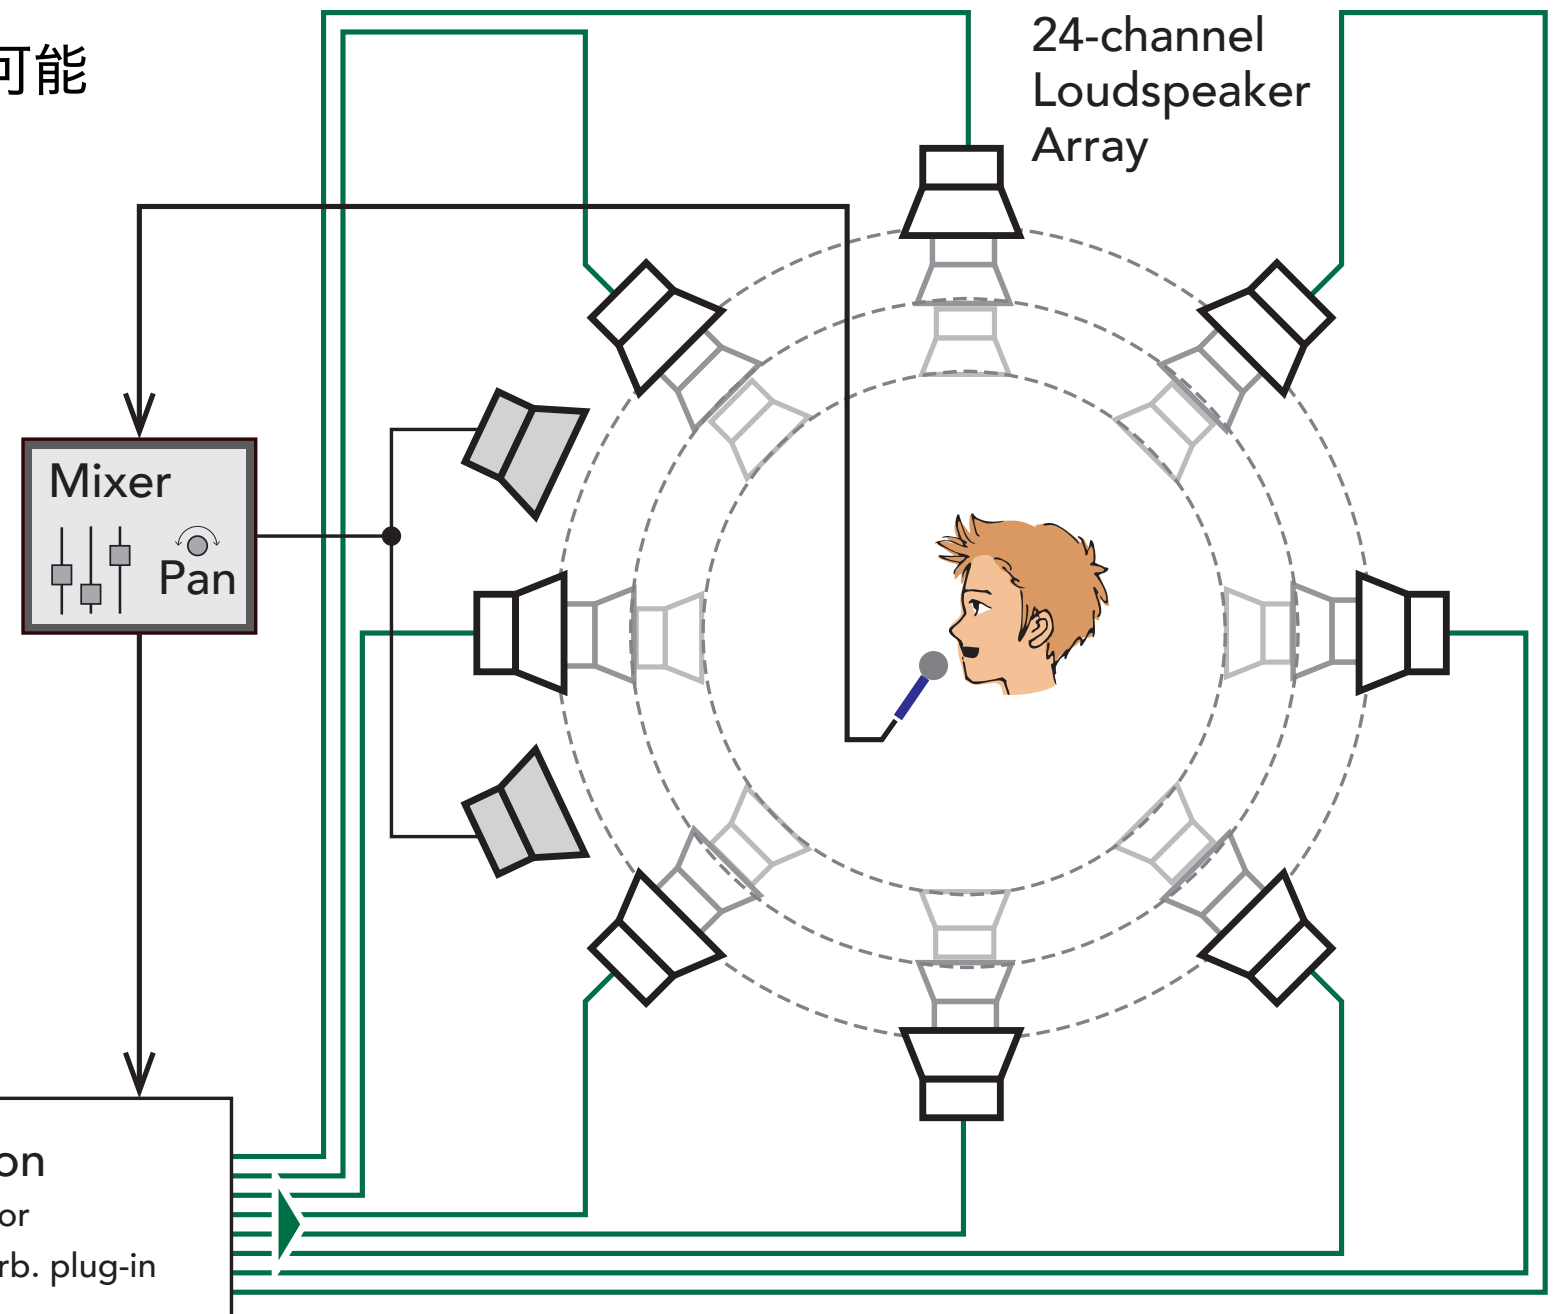 可能
24-channel
Loudspeaker
Array
Mixer
Pan
on
or
rb. plug-in